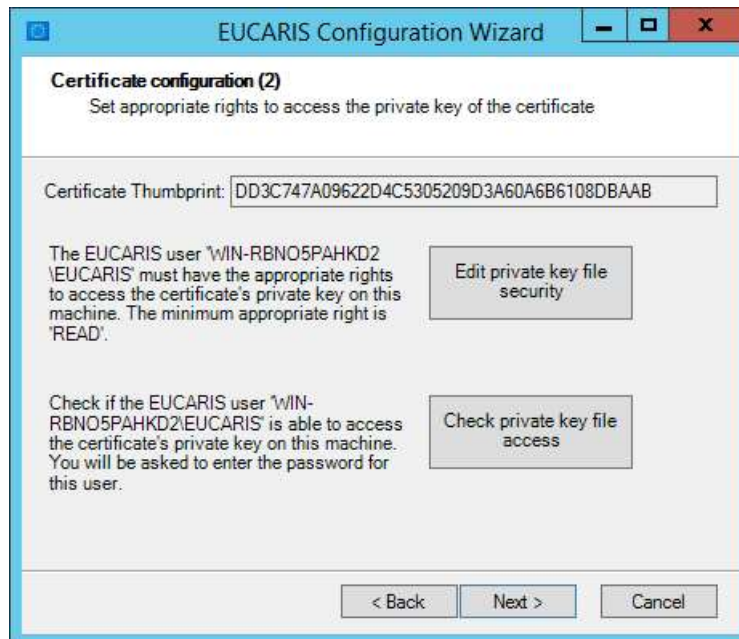 EUCARIS Configuration Wizard
Certificate configuration (2)
Set appropriate rights to access the private key of the certificate
Certificate Thumbprint: DD3C747A09622D4C5305209D3A60A6B6108DBAAB
The EUCARIS user 'WIN-RBNO5PAHKD2
\EUCARIS' must have the appropriate rights
to access the certificate's private key on this
machine. The minimum appropriate right is
'READ'.
Edit private key file
security
Check if the EUCARIS user 'WIN-
RBNO5PAHKD2\EUCARIS' is able to access
the certificate's private key on this machine.
You will be asked to enter the password for
this user.
Check private key file
access
< Back
Next >
Cancel